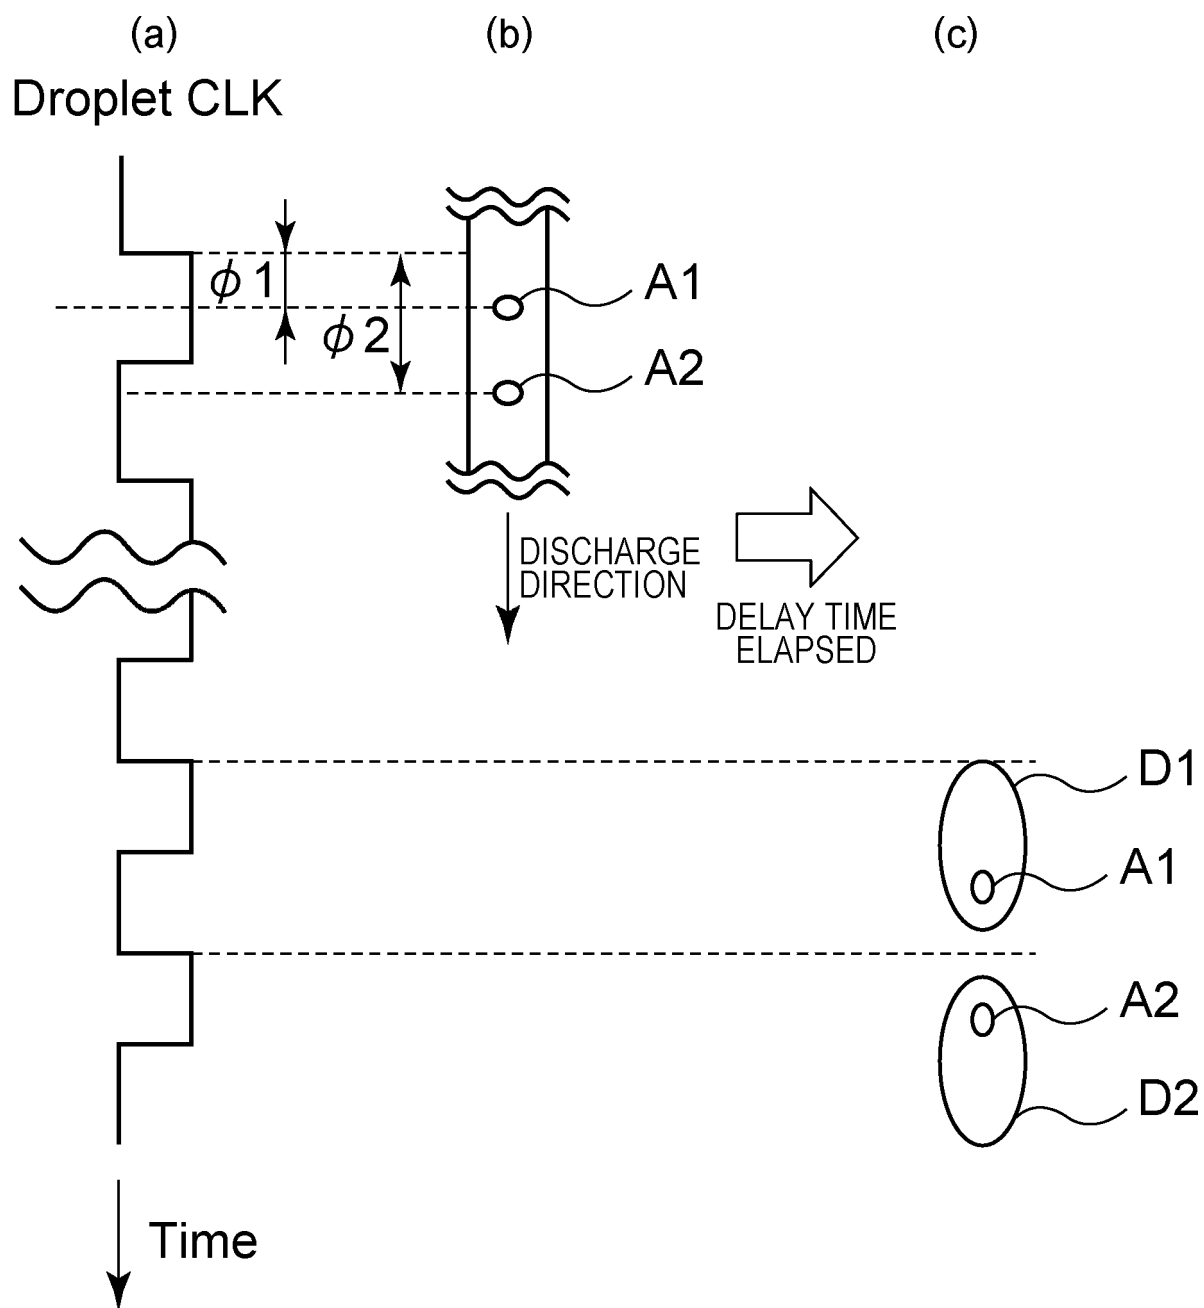 (a) (b) (c)
Droplet CLK
ϕ1
ϕ2
A1
A2
DISCHARGE
DIRECTION
DELAY TIME
ELAPSED
D1
A1
A2
D2
Time